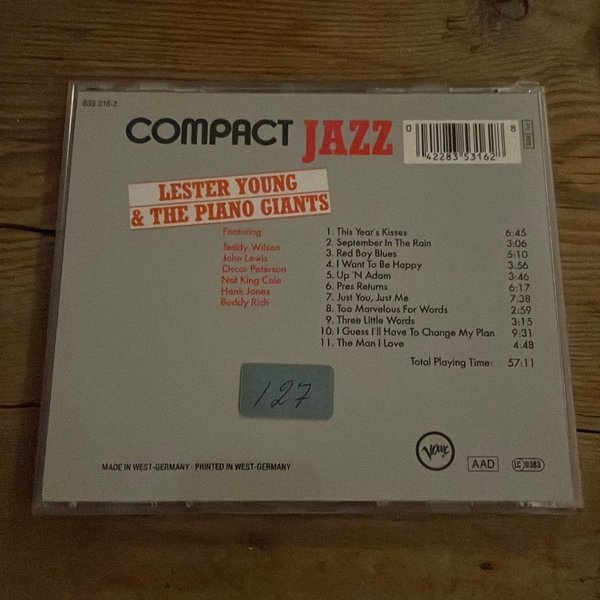 835 316-2
COMPACT JAZZ
0 42283 53162 8
LESTER YOUNG
& THE PIANO GIANTS
Featuring
Teddy Wilson
John Lewis
Oscar Peterson
Nat King Cole
Hank Jones
Buddy Rich
1. This Year's Kisses 6:45
2. September In The Rain 3:06
3. Red Boy Blues 5:10
4. I Want To Be Happy 3:56
5. Up 'N Adam 3:46
6. Pres Returns 6:17
7. Just You, Just Me 7:38
8. Too Marvelous For Words 2:59
9. Three Little Words 3:15
10. I Guess I'll Have To Change My Plan 9:31
11. The Man I Love 4:48
Total Playing Time: 57:11
127
Verve
AAD
LC 0383
MADE IN WEST-GERMANY · PRINTED IN WEST-GERMANY